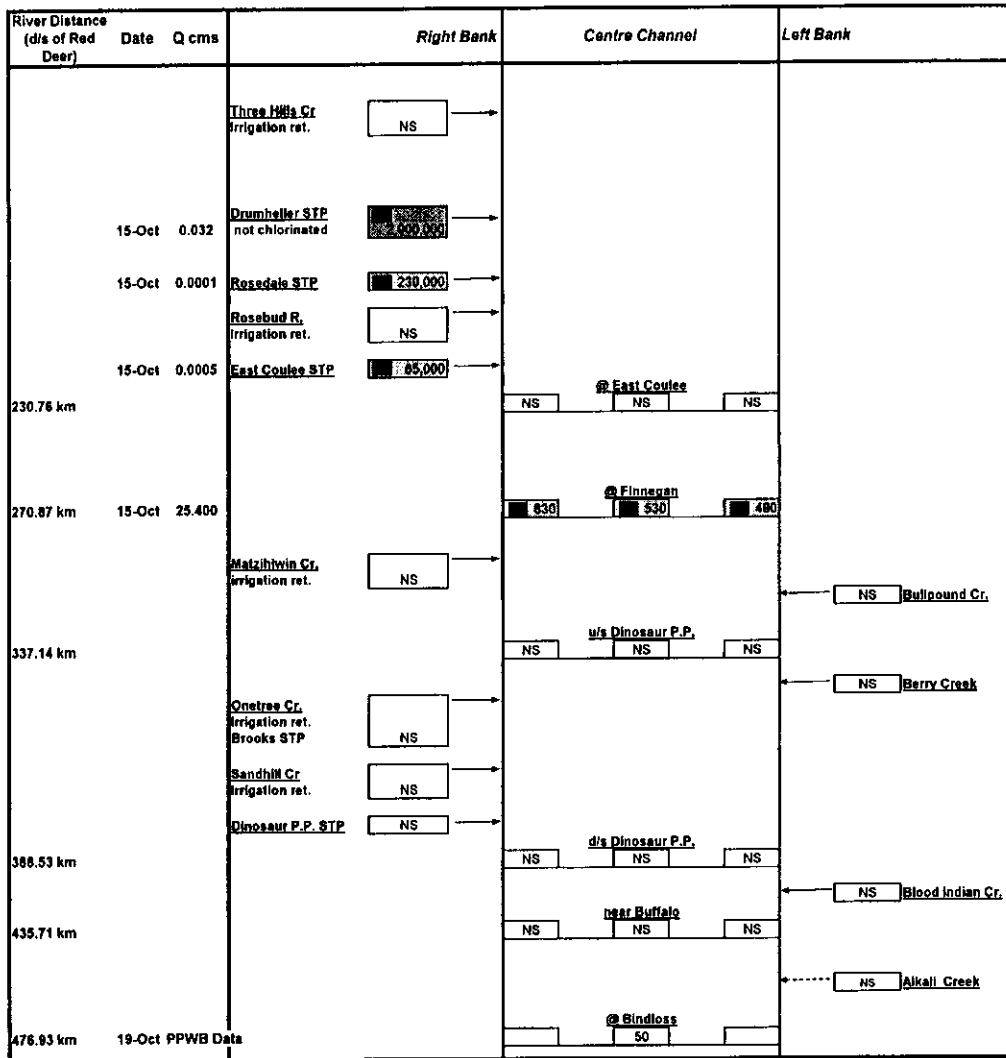 River Distance
(d/s of Red
Deer)
Date
Q cms
Right Bank
Centre Channel
Left Bank
Three Hills Cr
Irrigation ret.
NS
Drumheller STP
15-Oct 0.032 not chlorinated
2,000,000
15-Oct 0.0001 Rosedale STP 230,000
Rosebud R,
Irrigation ret.
NS
15-Oct 0.0005 East Coulee STP 65,000
@ East Coulee
230.76 km NS NS NS
@ Finnegan
270.87 km 15-Oct 25.400 630 530 490
Matzihiwin Cr,
irrigation ret.
NS
NS Bullpound Cr,
u/s Dinosaur P.P,
337.14 km NS NS NS
NS Berry Creek
Onetree Cr,
Irrigation ret.
Brooks STP
NS
Sandhill Cr
Irrigation ret.
NS
Dinosaur P.P. STP NS
d/s Dinosaur P.P,
388.53 km NS NS NS
NS Blood Indian Cr,
near Buffalo
435.71 km NS NS NS
NS Alkali Creek
@ Bindloss
476.93 km 19-Oct PPWB Data 50